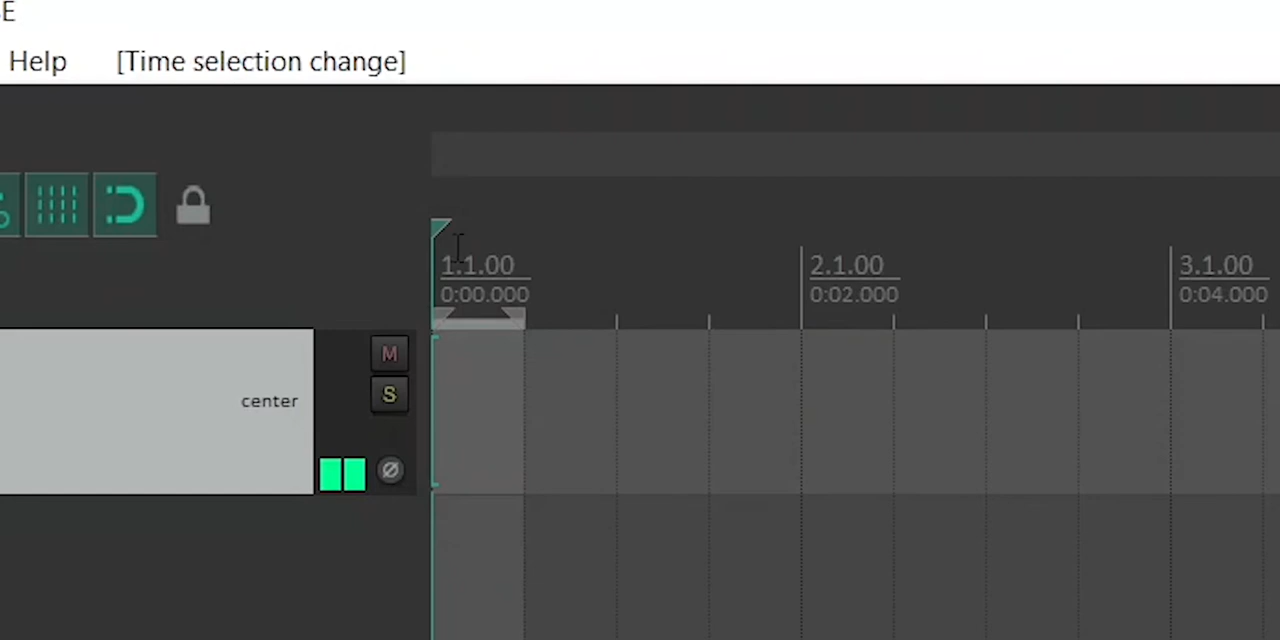 E
Help [Time selection change]
1.1.00 2.1.00 3.1.00
0:00.000 0:02.000 0:04.000
M
center S